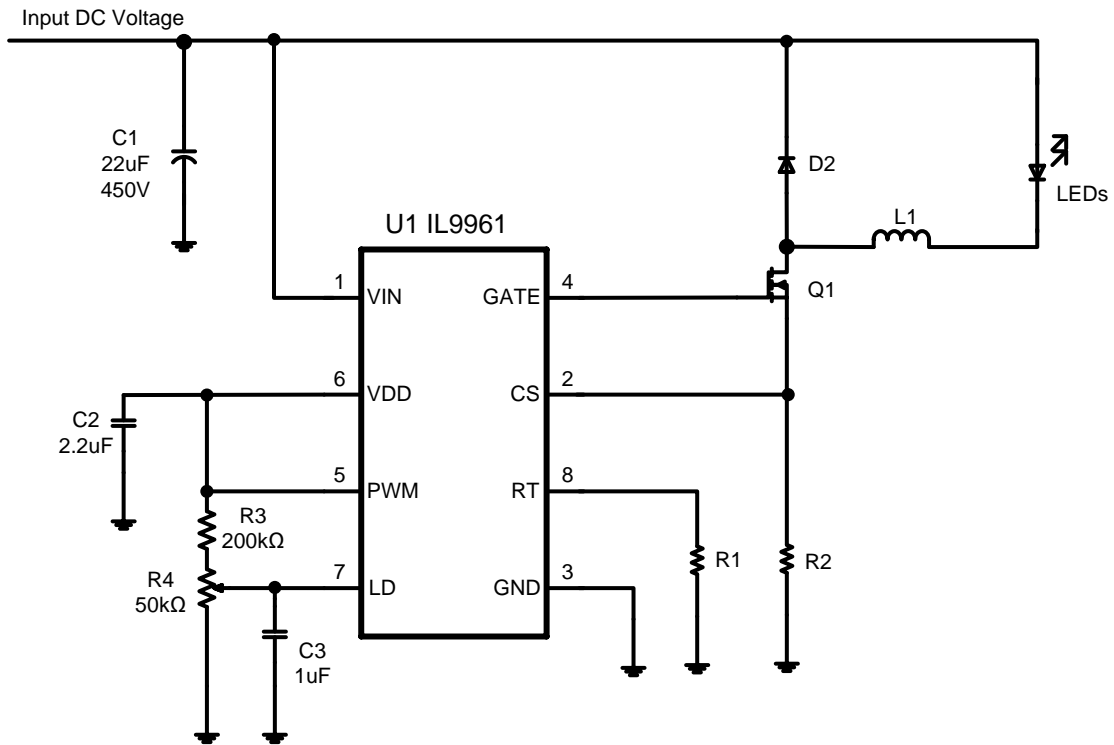 Input DC Voltage
C1
22uF
450V
D2
LEDs
L1
U1 IL9961
1
VIN
GATE
4
Q1
6
VDD
CS
2
C2
2.2uF
5
PWM
RT
8
R3
200kΩ
R1
R2
R4
50kΩ
7
LD
GND
3
C3
1uF